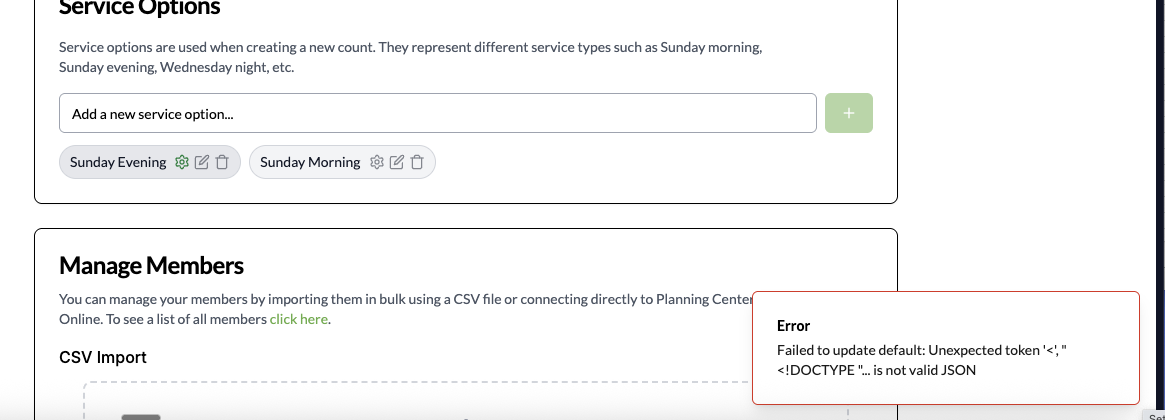 Service Options
Service options are used when creating a new count. They represent different service types such as Sunday morning,
Sunday evening, Wednesday night, etc.
Add a new service option...
+
Sunday Evening
Sunday Morning
Manage Members
You can manage your members by importing them in bulk using a CSV file or connecting directly to Planning Center
Online. To see a list of all members click here.
CSV Import
Error
Failed to update default: Unexpected token '<', "
<!DOCTYPE "... is not valid JSON